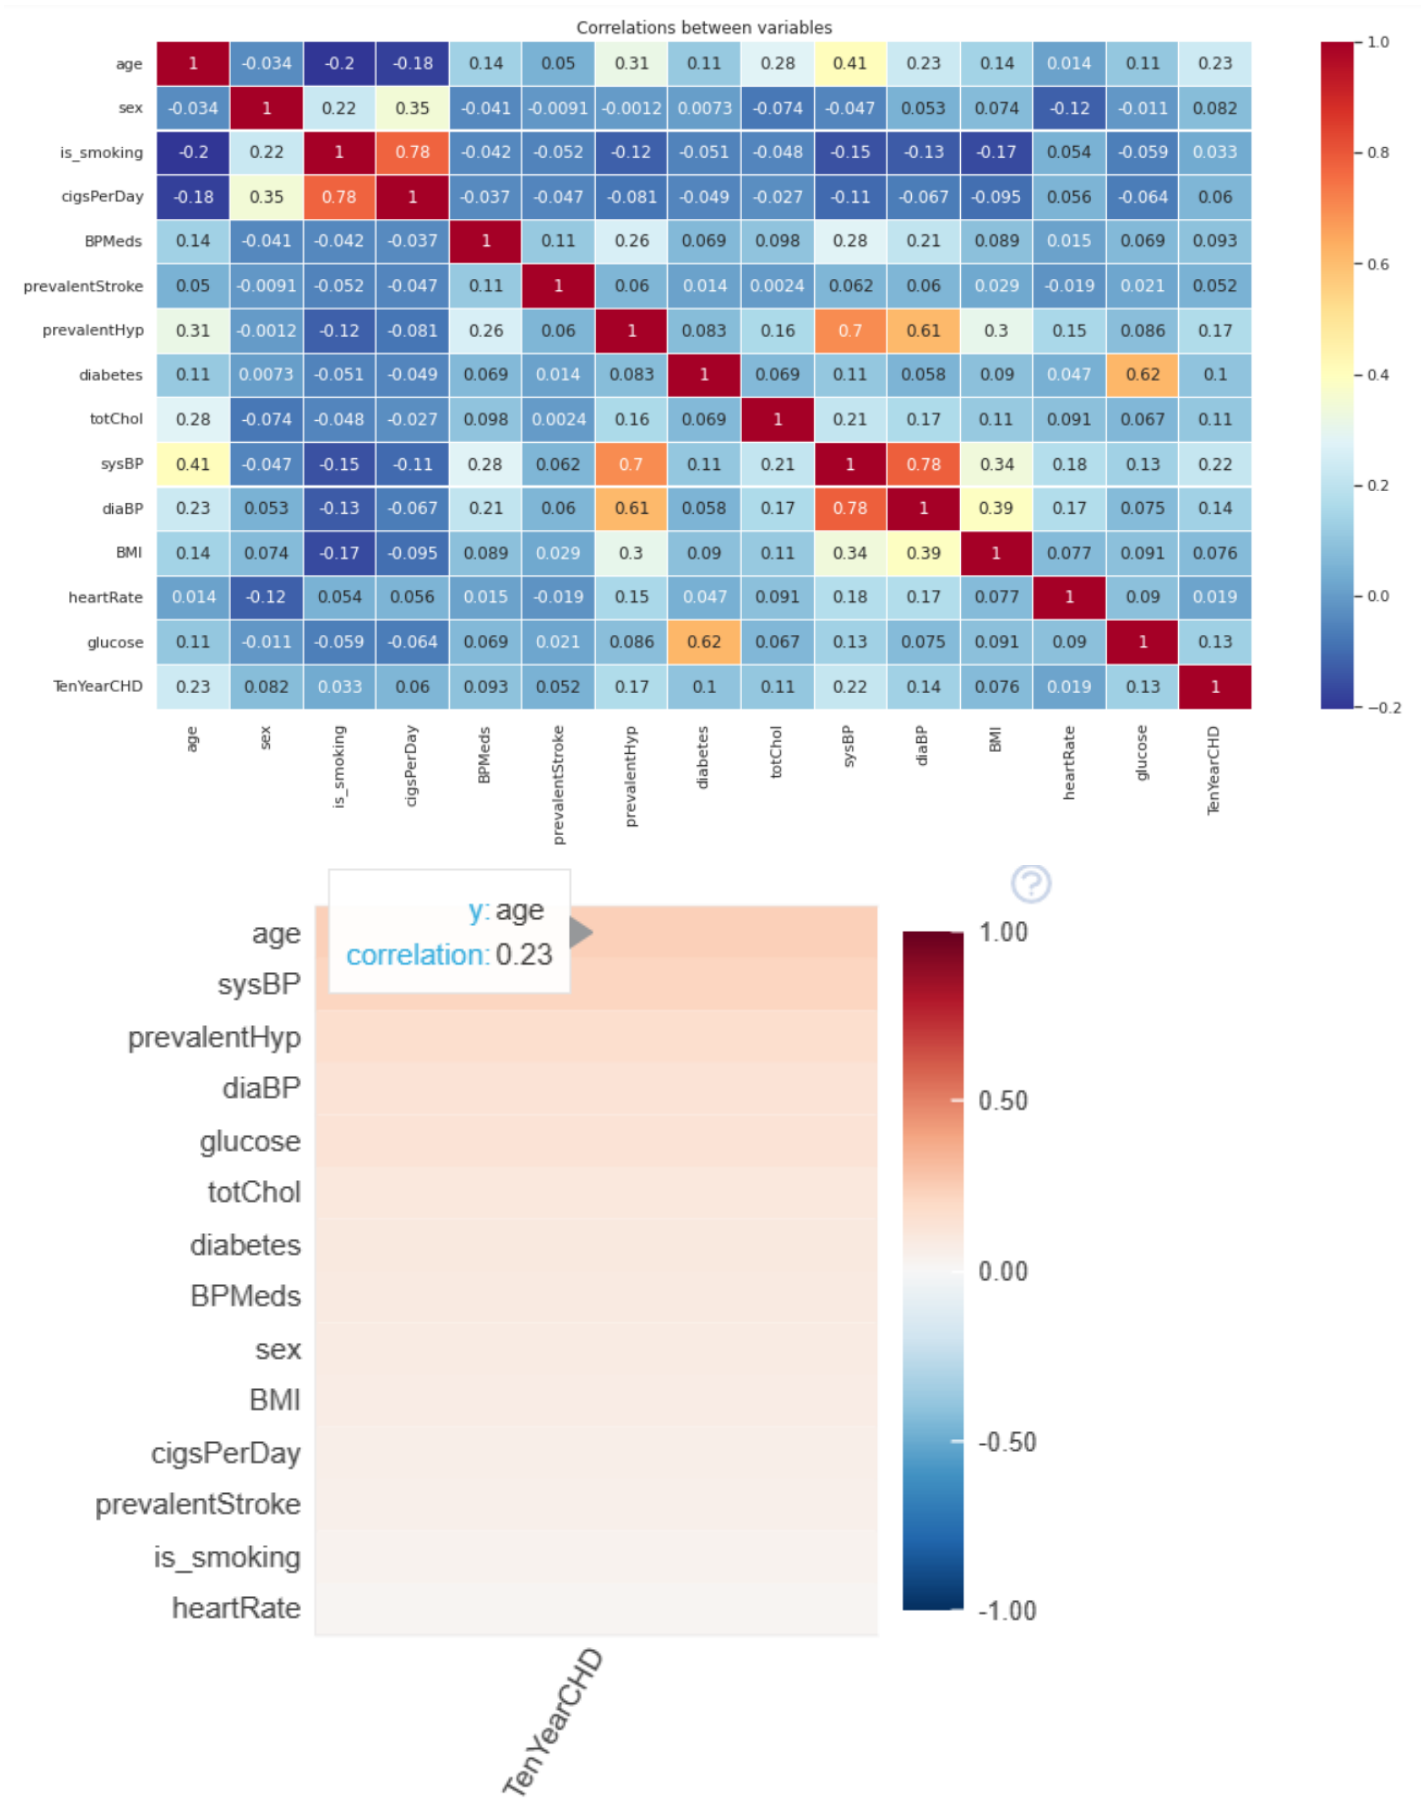 Correlations between variables
age 1 -0.034 -0.2 -0.18 0.14 0.05 0.31 0.11 0.28 0.41 0.23 0.14 0.014 0.11 0.23
sex -0.034 1 0.22 0.35 -0.041 -0.0091 -0.0012 0.0073 -0.074 -0.047 0.053 0.074 -0.12 -0.011 0.082
is_smoking -0.2 0.22 1 0.78 -0.042 -0.052 -0.12 -0.051 -0.048 -0.15 -0.13 -0.17 0.054 -0.059 0.033
cigsPerDay -0.18 0.35 0.78 1 -0.037 -0.047 -0.081 -0.049 -0.027 -0.11 -0.067 -0.095 0.056 -0.064 0.06
BPMeds 0.14 -0.041 -0.042 -0.037 1 0.11 0.26 0.069 0.098 0.28 0.21 0.089 0.015 0.069 0.093
prevalentStroke 0.05 -0.0091 -0.052 -0.047 0.11 1 0.06 0.014 0.0024 0.062 0.06 0.029 -0.019 0.021 0.052
prevalentHyp 0.31 -0.0012 -0.12 -0.081 0.26 0.06 1 0.083 0.16 0.7 0.61 0.3 0.15 0.086 0.17
diabetes 0.11 0.0073 -0.051 -0.049 0.069 0.014 0.083 1 0.069 0.11 0.058 0.09 0.047 0.62 0.1
totChol 0.28 -0.074 -0.048 -0.027 0.098 0.0024 0.16 0.069 1 0.21 0.17 0.11 0.091 0.067 0.11
sysBP 0.41 -0.047 -0.15 -0.11 0.28 0.062 0.7 0.11 0.21 1 0.78 0.34 0.18 0.13 0.22
diaBP 0.23 0.053 -0.13 -0.067 0.21 0.06 0.61 0.058 0.17 0.78 1 0.39 0.17 0.075 0.14
BMI 0.14 0.074 -0.17 -0.095 0.089 0.029 0.3 0.09 0.11 0.34 0.39 1 0.077 0.091 0.076
heartRate 0.014 -0.12 0.054 0.056 0.015 -0.019 0.15 0.047 0.091 0.18 0.17 0.077 1 0.09 0.019
glucose 0.11 -0.011 -0.059 -0.064 0.069 0.021 0.086 0.62 0.067 0.13 0.075 0.091 0.09 1 0.13
TenYearCHD 0.23 0.082 0.033 0.06 0.093 0.052 0.17 0.1 0.11 0.22 0.14 0.076 0.019 0.13 1
age sex is_smoking cigsPerDay BPMeds prevalentStroke prevalentHyp diabetes totChol sysBP diaBP BMI heartRate glucose TenYearCHD
1.0
0.8
0.6
0.4
0.2
0.0
−0.2
?
y: age
correlation: 0.23
age
sysBP
prevalentHyp
diaBP
glucose
totChol
diabetes
BPMeds
sex
BMI
cigsPerDay
prevalentStroke
is_smoking
heartRate
TenYearCHD
1.00
0.50
0.00
-0.50
-1.00